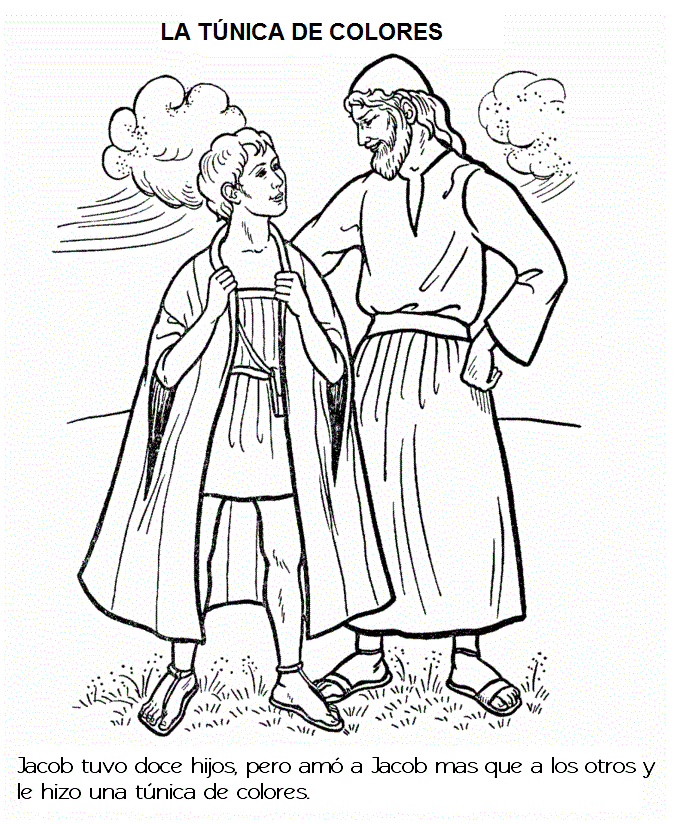 LA TÚNICA DE COLORES
Jacob tuvo doce hijos, pero amó a Jacob mas que a los otros y
le hizo una túnica de colores.